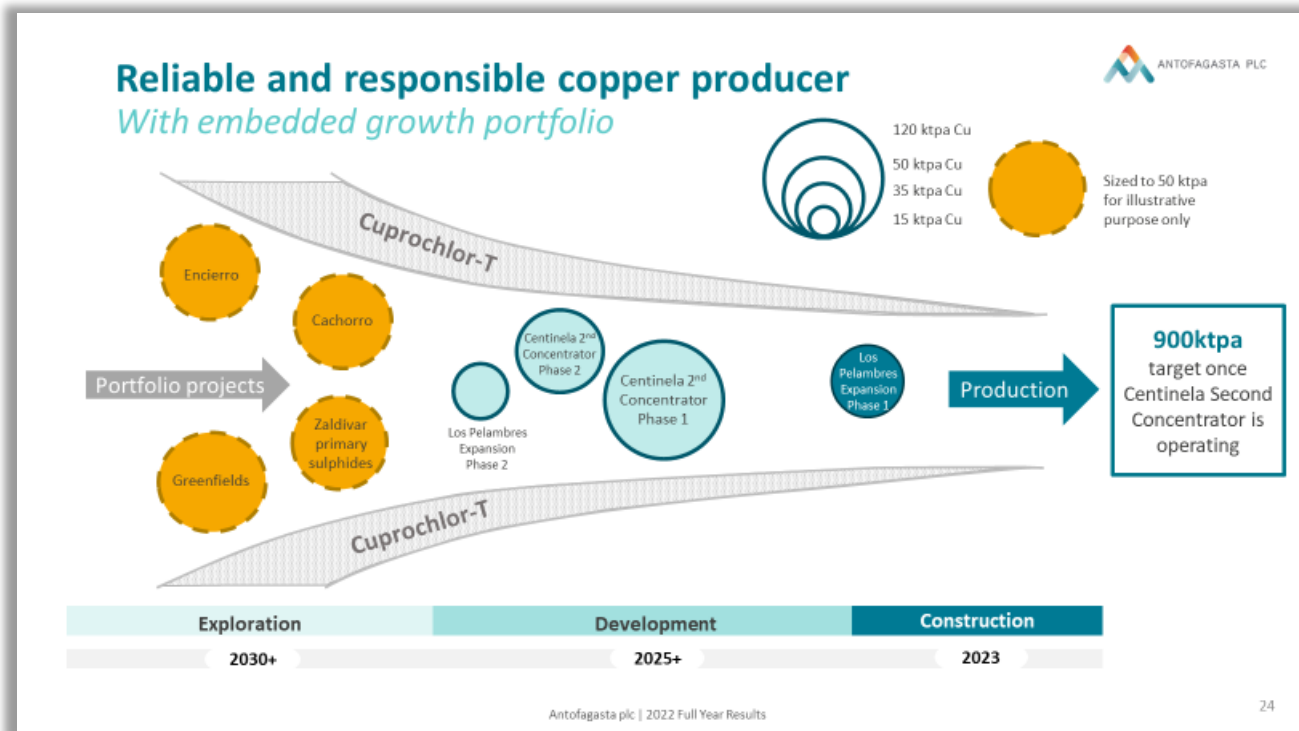 Reliable and responsible copper producer
With embedded growth portfolio
ANTOFAGASTA PLC
120 ktpa Cu
50 ktpa Cu
35 ktpa Cu
15 ktpa Cu
Sized to 50 ktpa
for illustrative
purpose only
Cuprochlor-T
Encierro
Cachorro
Portfolio projects
Zaldívar
primary
sulphides
Greenfields
Centinela 2nd
Concentrator
Phase 2
Los Pelambres
Expansion
Phase 2
Centinela 2nd
Concentrator
Phase 1
Los
Pelambres
Expansion
Phase 1
Production
900ktpa
target once
Centinela Second
Concentrator is
operating
Cuprochlor-T
Exploration
Development
Construction
2030+
2025+
2023
Antofagasta plc | 2022 Full Year Results
24